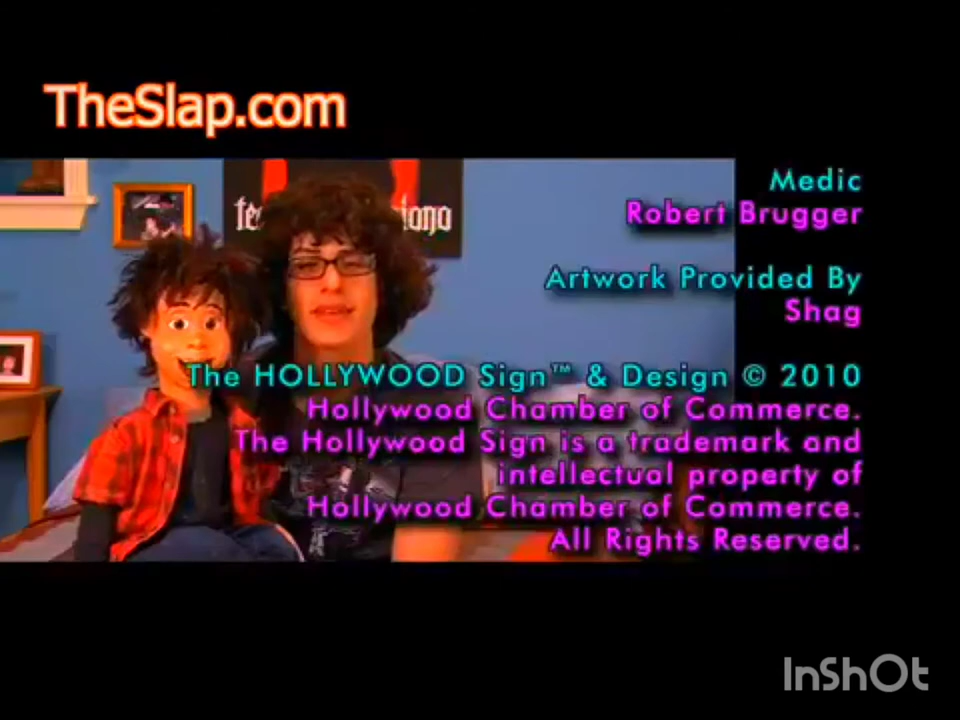 TheSlap.com
Medic
Robert Brugger
Artwork Provided By
Shag
The HOLLYWOOD Sign™ & Design © 2010
Hollywood Chamber of Commerce.
The Hollywood Sign is a trademark and
intellectual property of
Hollywood Chamber of Commerce.
All Rights Reserved.
InShOt